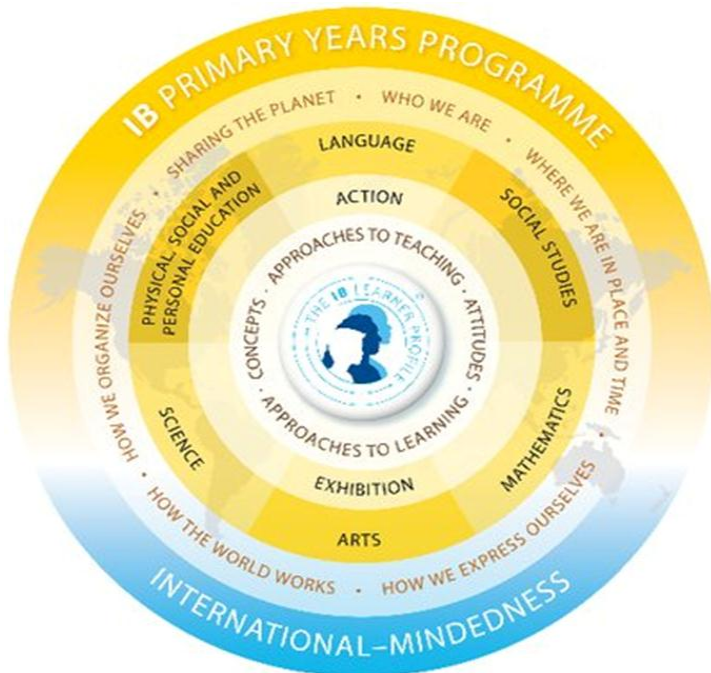 IB PRIMARY YEARS PROGRAMME
SHARING THE PLANET
WHO WE ARE
WHERE WE ARE IN PLACE AND TIME
HOW WE EXPRESS OURSELVES
HOW THE WORLD WORKS
HOW WE ORGANIZE OURSELVES
LANGUAGE
SOCIAL STUDIES
MATHEMATICS
ARTS
SCIENCE
PHYSICAL, SOCIAL AND
PERSONAL EDUCATION
ACTION
EXHIBITION
APPROACHES TO TEACHING
ATTITUDES
APPROACHES TO LEARNING
CONCEPTS
THE IB LEARNER PROFILE
INTERNATIONAL–MINDEDNESS